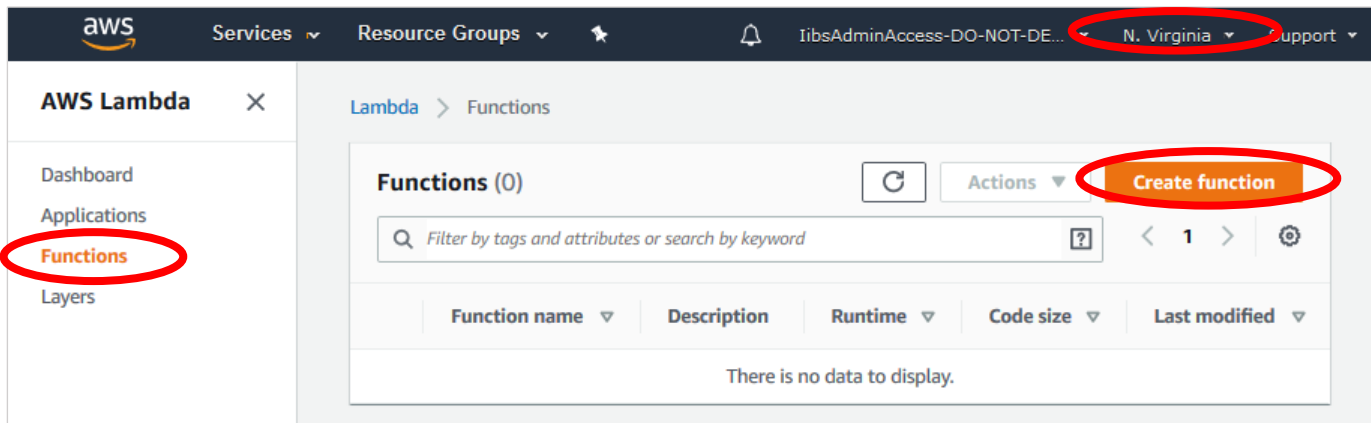 aws Services Resource Groups IibsAdminAccess-DO-NOT-DE... N. Virginia Support
AWS Lambda
Lambda > Functions
Dashboard
Applications
Functions
Layers
Functions (0) Actions Create function
Filter by tags and attributes or search by keyword ? < 1 >
Function name Description Runtime Code size Last modified
There is no data to display.